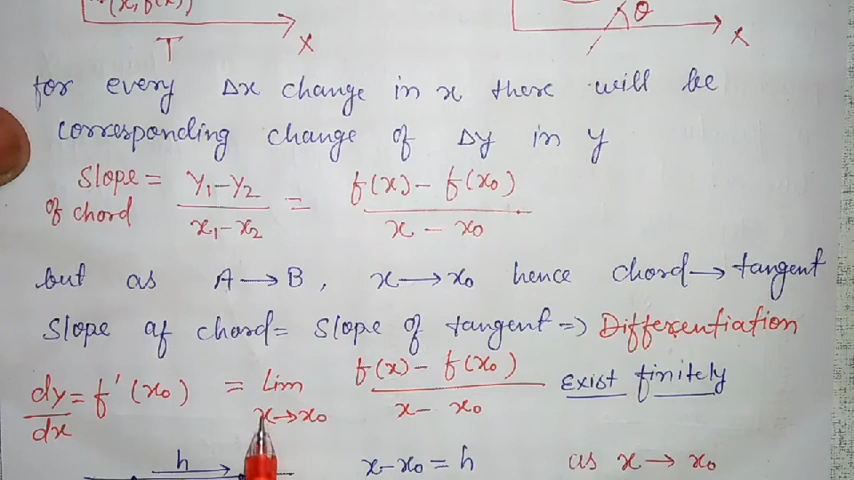 (x, f(x))
T X
θ X
for every Δx change in x there will be
corresponding change of Δy in y
Slope of chord = y₁-y₂ / x₁-x₂ = f(x) - f(x₀) / x - x₀
but as A → B, x → x₀ hence chord → tangent
Slope of chord = Slope of tangent => Differentiation
dy/dx = f'(x₀) = Lim x→x₀ f(x) - f(x₀) / x - x₀ Exist finitely
h x-x₀ = h as x → x₀